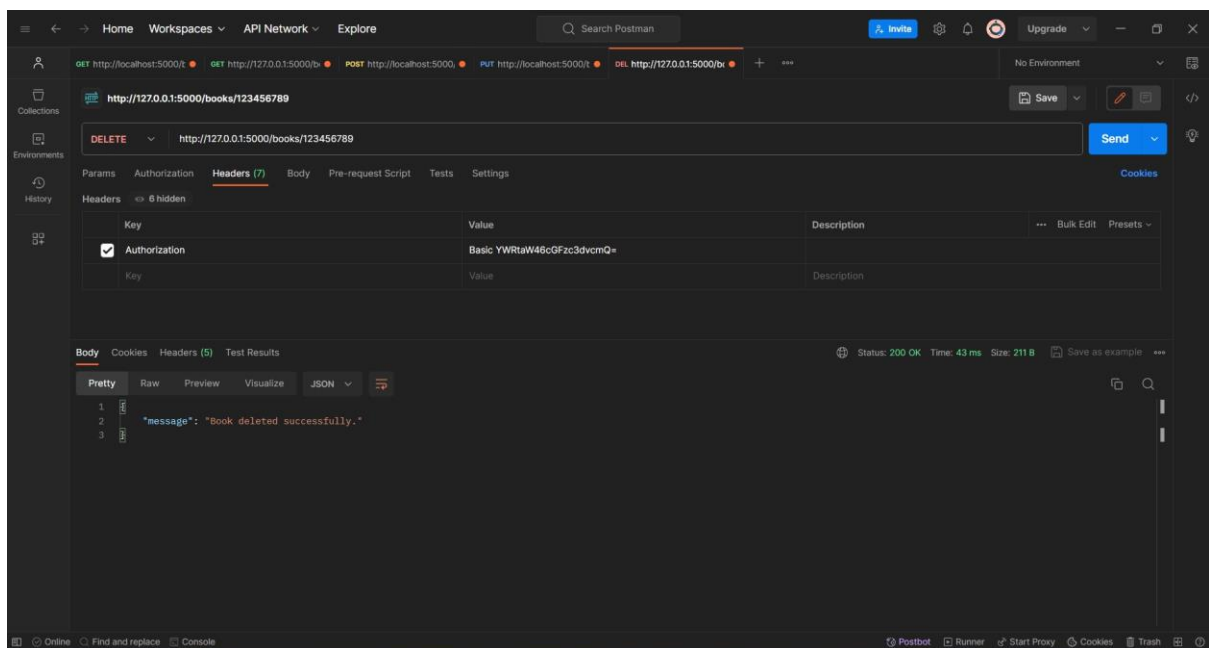 Home Workspaces API Network Explore Search Postman Invite Upgrade
GET http://localhost:5000/t GET http://127.0.0.1:5000/b POST http://localhost:5000, PUT http://localhost:5000/t DEL http://127.0.0.1:5000/b No Environment
HTTP http://127.0.0.1:5000/books/123456789 Save
Collections
DELETE http://127.0.0.1:5000/books/123456789 Send
Environments
Params Authorization Headers (7) Body Pre-request Script Tests Settings Cookies
History Headers 6 hidden
Key Value Description Bulk Edit Presets
Authorization Basic YWRtaW46cGFzc3dvcmQ=
Key Value Description
Body Cookies Headers (5) Test Results Status: 200 OK Time: 43 ms Size: 211 B Save as example
Pretty Raw Preview Visualize JSON
1 {
2 "message": "Book deleted successfully."
3 }
Online Find and replace Console Postbot Runner Start Proxy Cookies Trash